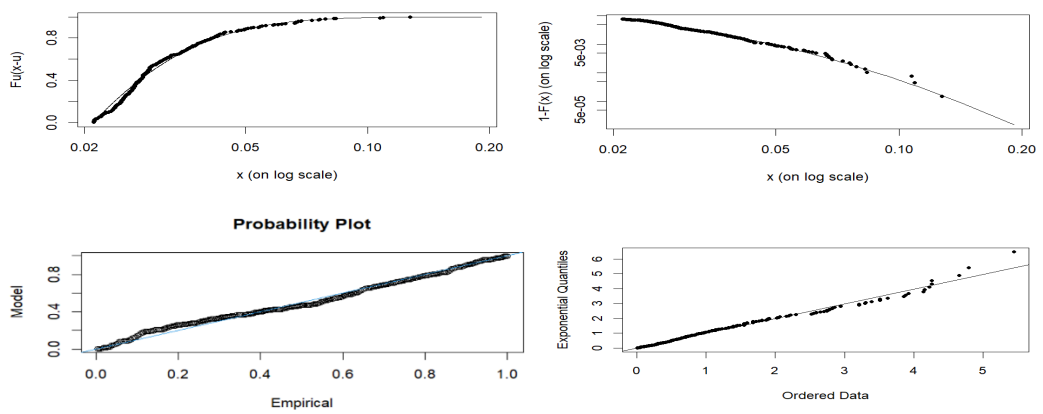 Fu(x-u)
0.8
0.4
0.0
0.02 0.05 0.10 0.20
x (on log scale)
1-F(x) (on log scale)
5e-03
5e-05
0.02 0.05 0.10 0.20
x (on log scale)
Probability Plot
Model
0.8
0.4
0.0
0.0 0.2 0.4 0.6 0.8 1.0
Empirical
Exponential Quantiles
6
5
4
3
2
1
0
0 1 2 3 4 5
Ordered Data